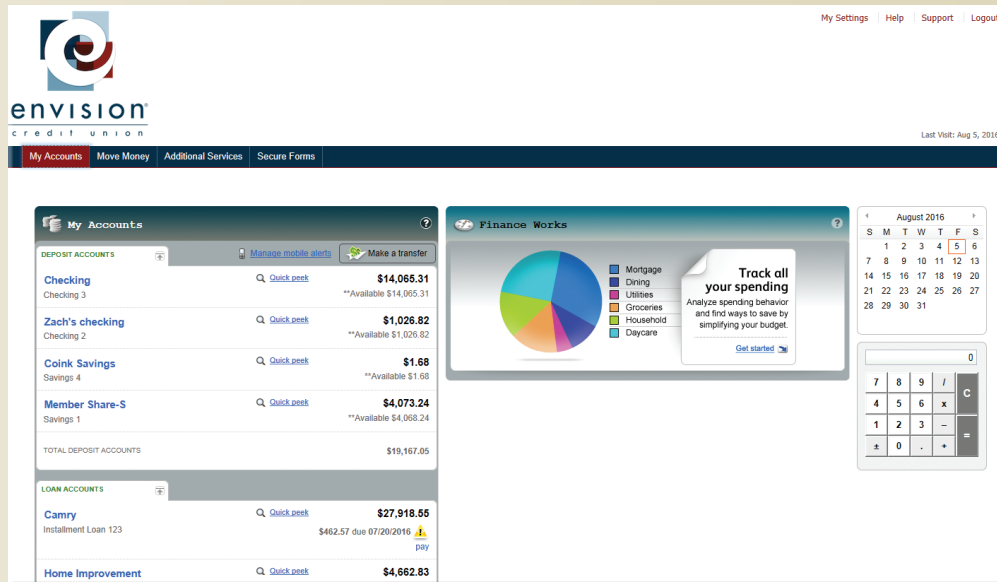 My Settings Help Support Logout
envision
credit union
Last Visit: Aug 5, 2016
My Accounts Move Money Additional Services Secure Forms
My Accounts ?
DEPOSIT ACCOUNTS Manage mobile alerts Make a transfer
Checking Quick peek $14,065.31
Checking 3 **Available $14,065.31
Zach's checking Quick peek $1,026.82
Checking 2 **Available $1,026.82
Coink Savings Quick peek $1.68
Savings 4 **Available $1.68
Member Share-S Quick peek $4,073.24
Savings 1 **Available $4,068.24
TOTAL DEPOSIT ACCOUNTS $19,167.05
LOAN ACCOUNTS
Camry Quick peek $27,918.55
Installment Loan 123 $462.57 due 07/20/2016
pay
Home Improvement Quick peek $4,662.83
Finance Works ?
Mortgage
Dining
Utilities
Groceries
Household
Daycare
Track all
your spending
Analyze spending behavior
and find ways to save by
simplifying your budget.
Get started
August 2016
S M T W T F S
1 2 3 4 5 6
7 8 9 10 11 12 13
14 15 16 17 18 19 20
21 22 23 24 25 26 27
28 29 30 31
0
7 8 9 / C
4 5 6 x
1 2 3 – =
± 0 . +